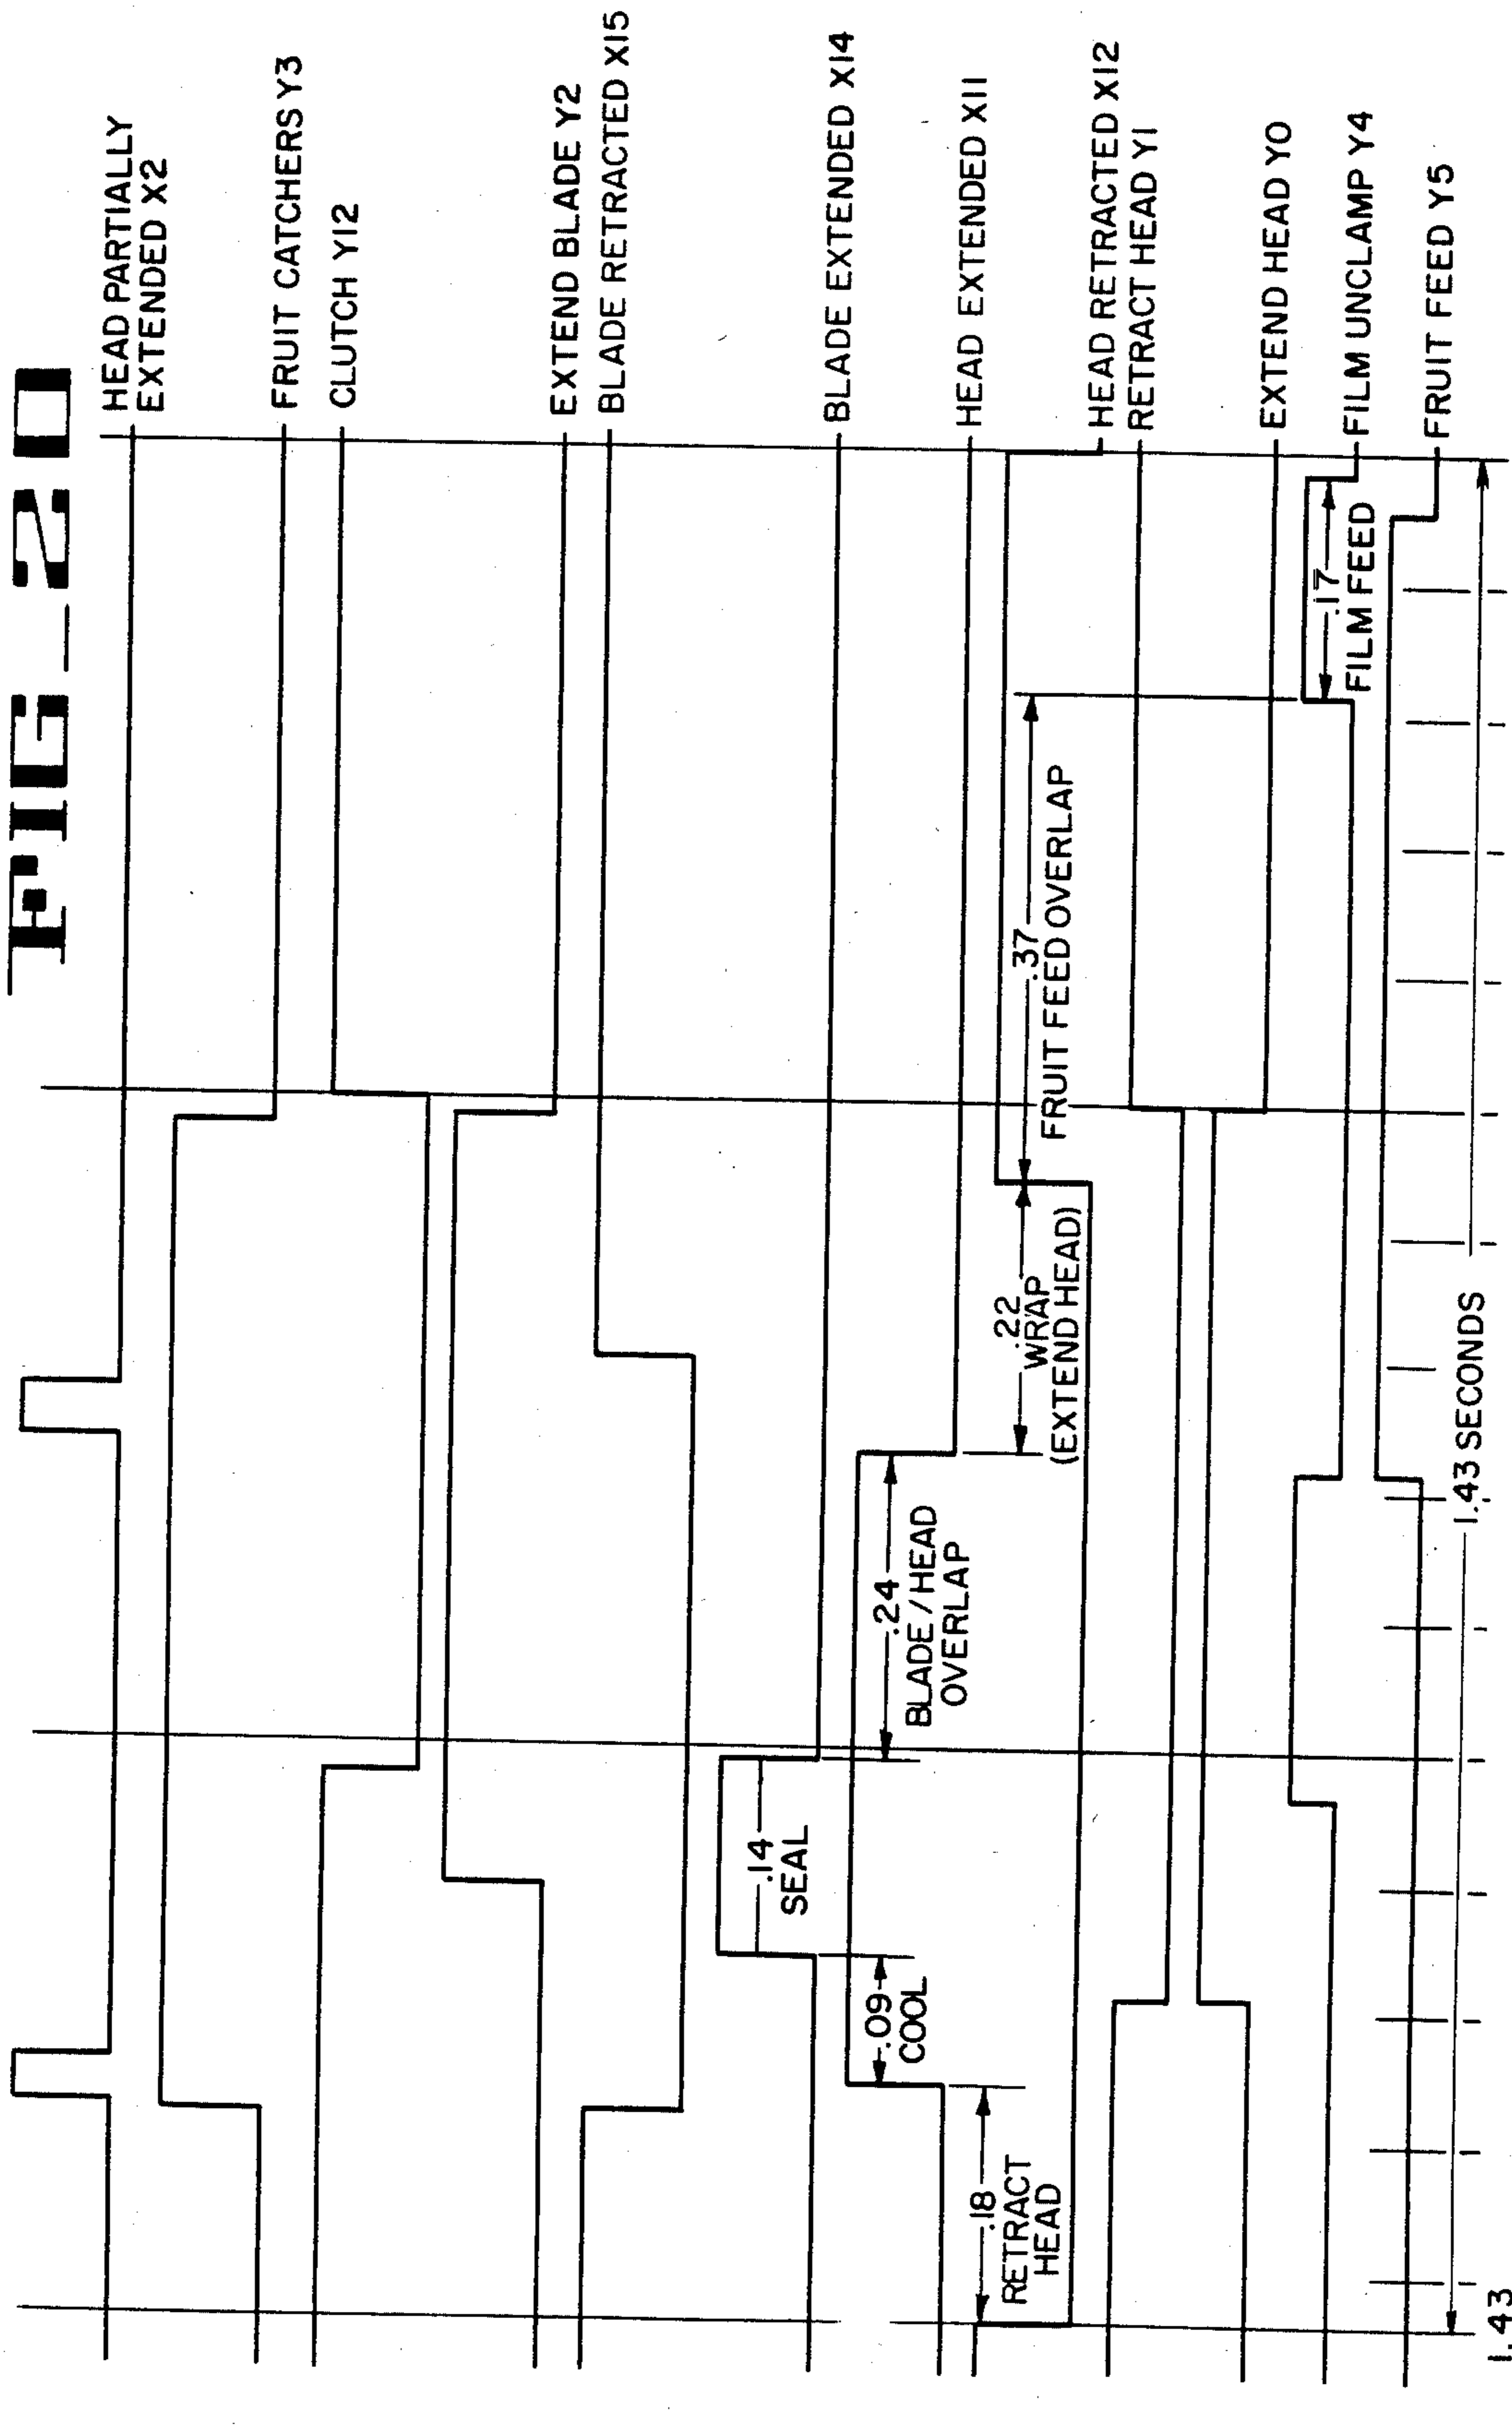 FIG_20
HEAD PARTIALLY
EXTENDED X2
FRUIT CATCHERS Y3
CLUTCH Y12
EXTEND BLADE Y2
BLADE RETRACTED X15
BLADE EXTENDED X14
HEAD EXTENDED X11
HEAD RETRACTED X12
RETRACT HEAD Y1
EXTEND HEAD Y0
FILM UNCLAMP Y4
FRUIT FEED Y5
.17
FILM FEED
.37
FRUIT FEED OVERLAP
.22
WRAP
(EXTEND HEAD)
.24
BLADE/HEAD
OVERLAP
.14
SEAL
.09
COOL
.18
RETRACT
HEAD
1.43 SECONDS
1.43